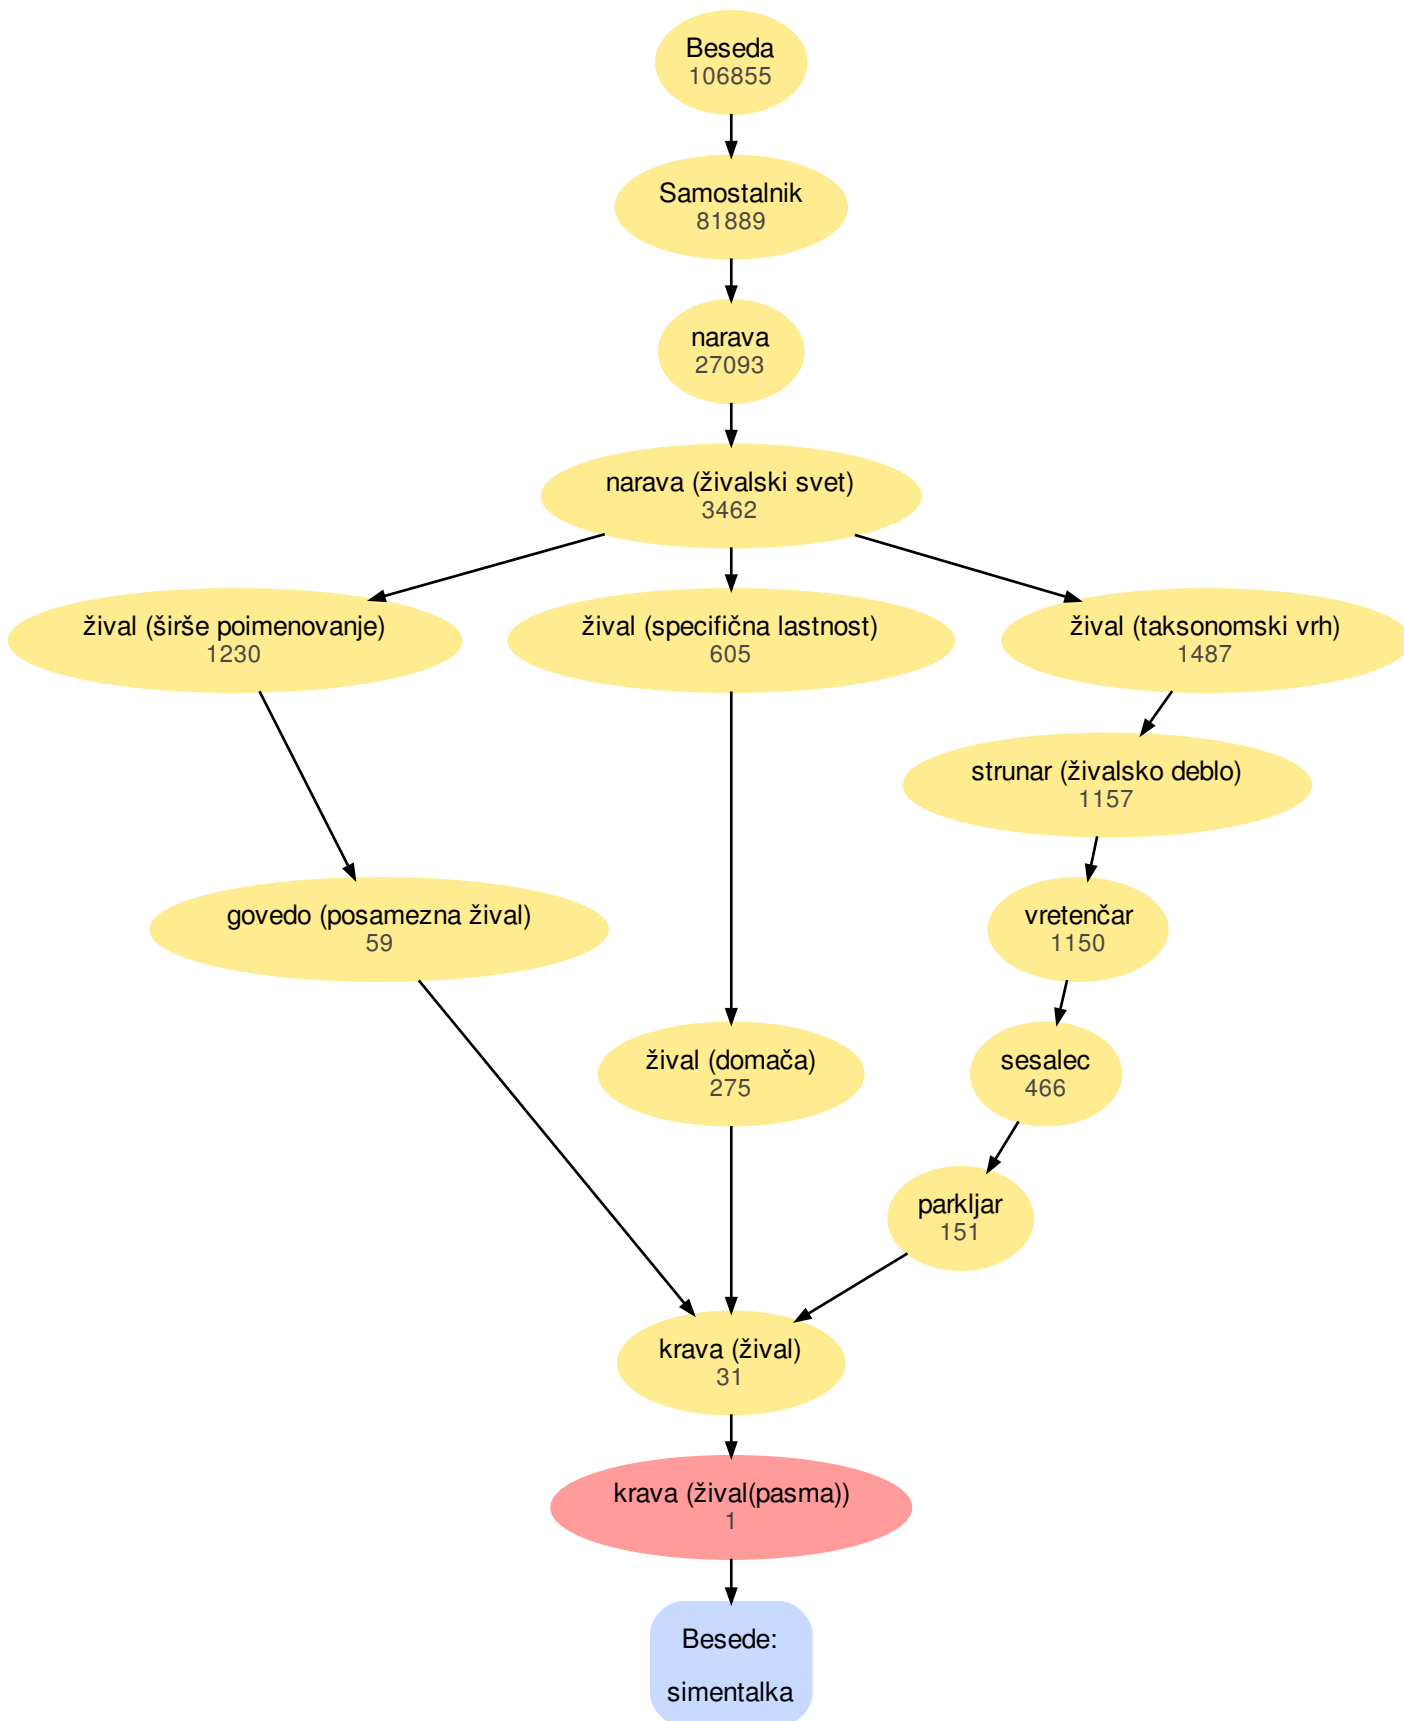 Beseda
106855
Samostalnik
81889
narava
27093
narava (živalski svet)
3462
žival (širše poimenovanje)
1230
žival (specifična lastnost)
605
žival (taksonomski vrh)
1487
strunar (živalsko deblo)
1157
govedo (posamezna žival)
59
vretenčar
1150
žival (domača)
275
sesalec
466
parkljar
151
krava (žival)
31
krava (žival(pasma))
1
Besede:
simentalka